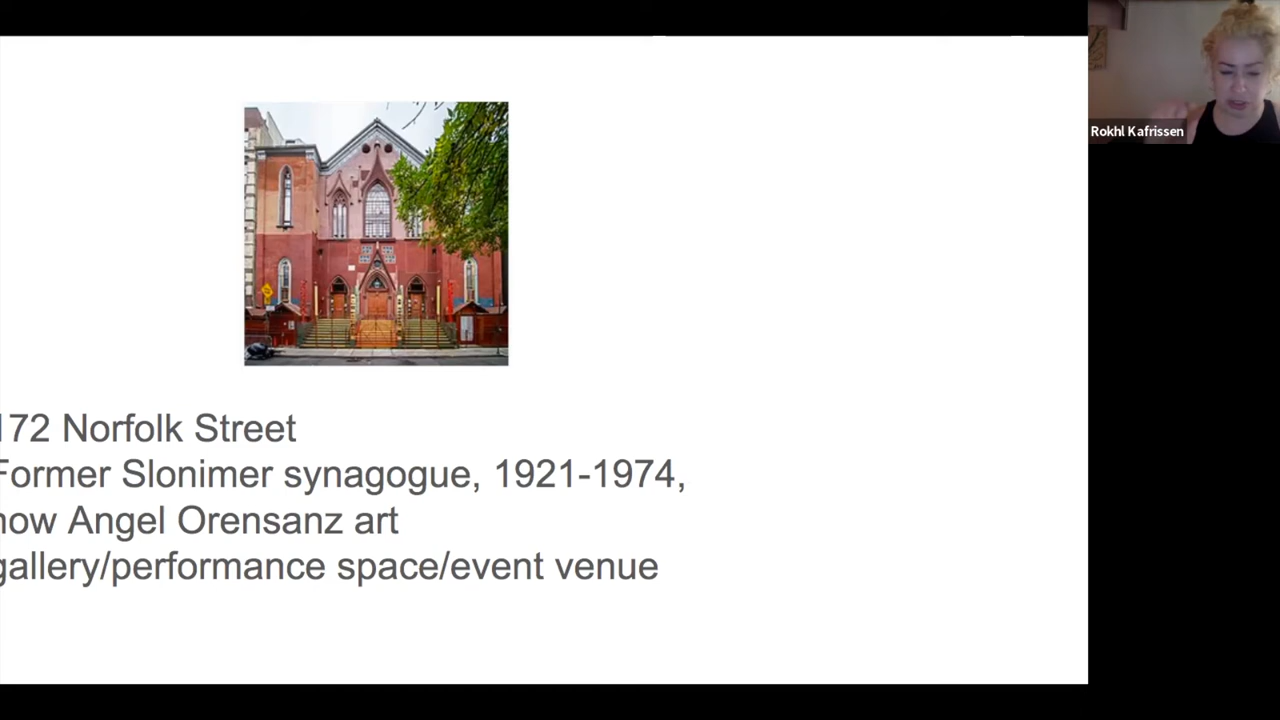 172 Norfolk Street
Former Slonimer synagogue, 1921-1974,
now Angel Orensanz art
gallery/performance space/event venue
Rokhl Kafrissen